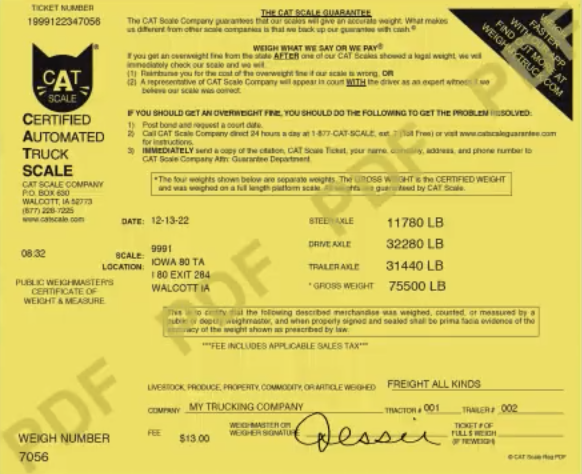 TICKET NUMBER
1999122347058
THE CAT SCALE GUARANTEE
The CAT Scale Company guarantees that our scales will give an accurate weight. What makes
us different from other scale companies is that we back up our guarantee with cash.®
WEIGH WHAT WE SAY OR WE PAY®
If you get an overweight fine from the state AFTER one of our CAT Scales showed a legal weight, we will
immediately check our scale and we will
(1) Reimburse you for the cost of the overweight fine if our scale is wrong, OR
(2) A representative of CAT Scale Company will appear in court WITH the driver as an expert witness if we
believe our scale was correct.
WEIGH
FASTER
WITH APP
FIND OUT MORE AT
WEIGHMYTRUCK.COM
CAT
SCALE
CERTIFIED
AUTOMATED
TRUCK
SCALE
CAT SCALE COMPANY
P.O. BOX 630
WALCOTT, IA 52773
(877) 228-7225
www.catscale.com
IF YOU SHOULD GET AN OVERWEIGHT FINE, YOU SHOULD DO THE FOLLOWING TO GET THE PROBLEM RESOLVED:
1) Post bond and request a court date.
2) Call CAT Scale Company direct 24 hours a day at 1-877-CAT-SCALE, ext. 7 (Toll Free) or visit www.catscaleguarantee.com
for instructions.
3) IMMEDIATELY send a copy of the citation, CAT Scale Ticket, your name, company, address, and phone number to
CAT Scale Company Attn: Guarantee Department.
*The four weights shown below are separate weights. The GROSS WEIGHT is the CERTIFIED WEIGHT
and was weighed on a full length platform scale. All weights are guaranteed by CAT Scale.
DATE: 12-13-22
STEER AXLE 11780 LB
DRIVE AXLE 32280 LB
TRAILER AXLE 31440 LB
* GROSS WEIGHT 75500 LB
08:32
SCALE: 9991
LOCATION: IOWA 80 TA
I 80 EXIT 284
WALCOTT IA
PUBLIC WEIGHMASTER'S
CERTIFICATE OF
WEIGHT & MEASURE.
This is to certify that the following described merchandise was weighed, counted, or measured by a
public or deputy weighmaster, and when properly signed and sealed shall be prima facia evidence of the
accuracy of the weight shown as prescribed by law.
***FEE INCLUDES APPLICABLE SALES TAX***
LIVESTOCK, PRODUCE, PROPERTY, COMMODITY, OR ARTICLE WEIGHED FREIGHT ALL KINDS
COMPANY MY TRUCKING COMPANY TRACTOR # 001 TRAILER # 002
FEE $13.00
WEIGHMASTER OR
WEIGHER SIGNATURE Jessie
TICKET # OF
FULL $ WEIGH
(IF REWEIGH)
WEIGH NUMBER
7056
© CAT Scale Reg PDF
PDF PDF PDF PDF